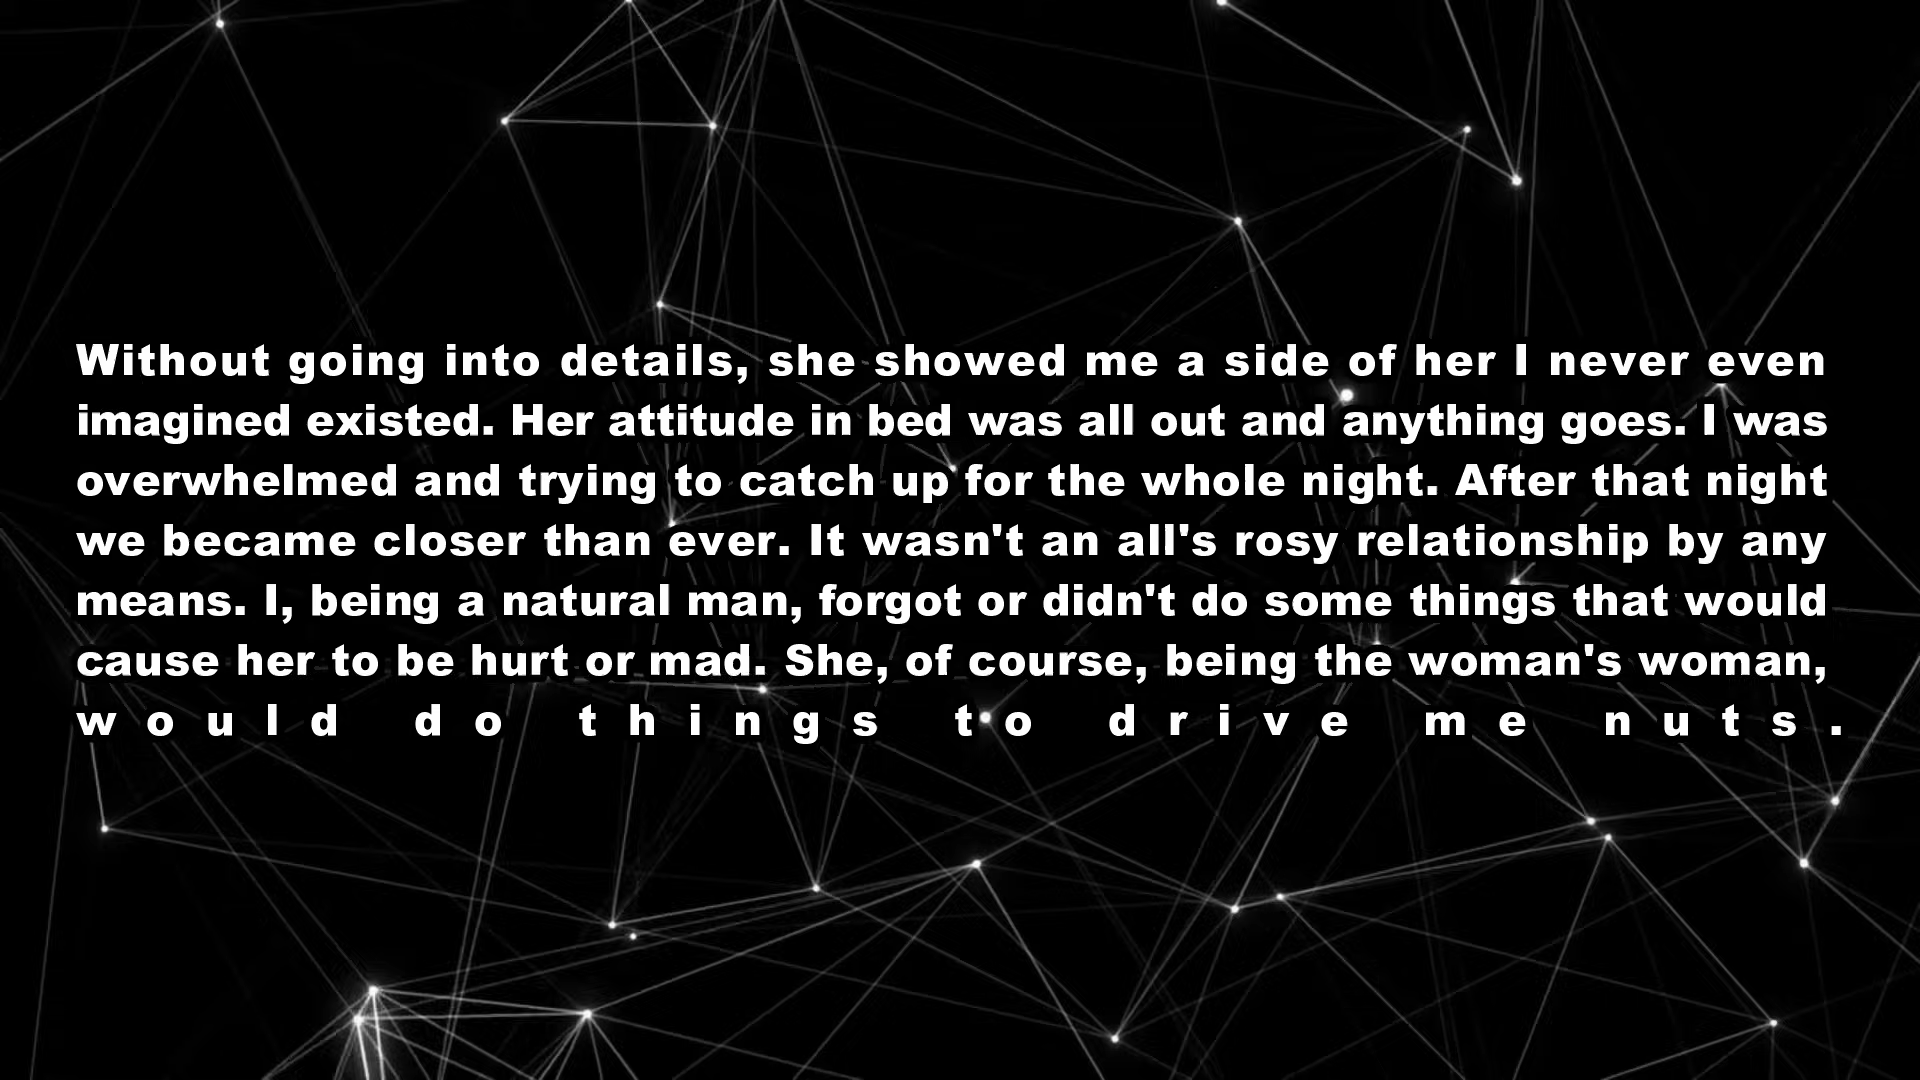 Without going into details, she showed me a side of her I never even
imagined existed. Her attitude in bed was all out and anything goes. I was
overwhelmed and trying to catch up for the whole night. After that night
we became closer than ever. It wasn't an all's rosy relationship by any
means. I, being a natural man, forgot or didn't do some things that would
cause her to be hurt or mad. She, of course, being the woman's woman,
would do things to drive me nuts.